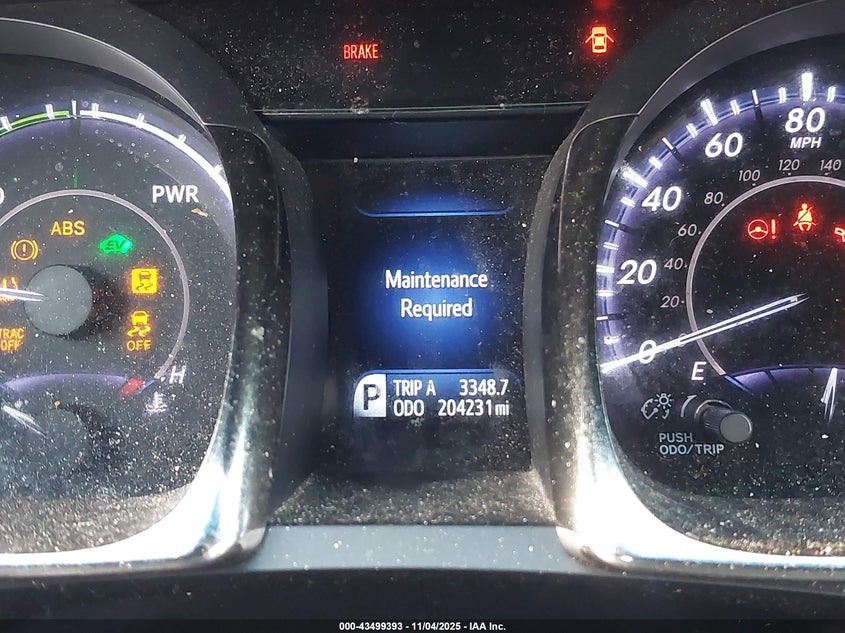 BRAKE
PWR
ABS
EV
TRAC
OFF
OFF
H
Maintenance
Required
P TRIP A 3348.7
ODO 204231 mi
80
MPH
60
40
20
0
140
120
100
80
60
40
20
E
PUSH
ODO/TRIP
000-43499393 - 11/04/2025 - IAA Inc.